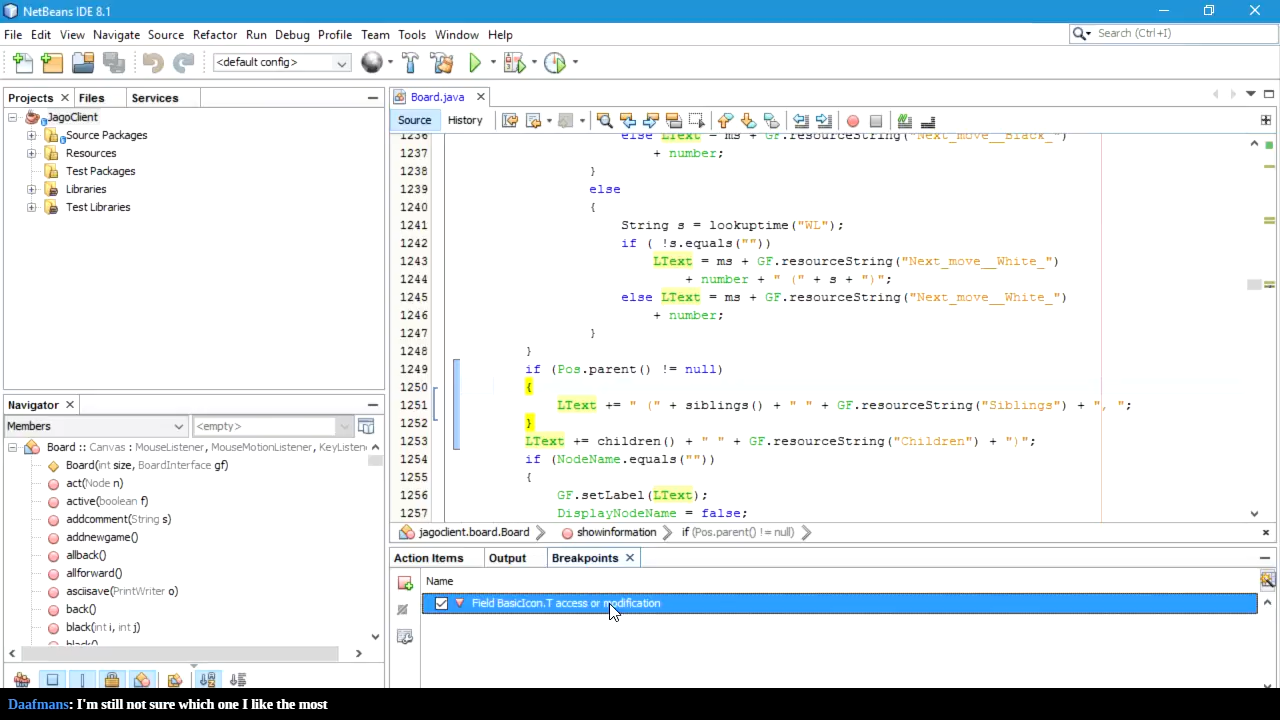 NetBeans IDE 8.1
File Edit View Navigate Source Refactor Run Debug Profile Team Tools Window Help
Search (Ctrl+I)
<default config>
Projects Files Services
Board.java
Source History
JagoClient
Source Packages
Resources
Test Packages
Libraries
Test Libraries
1236 else LText = ms + GF.resourceString("Next_move__Black_")
1237 + number;
1238 }
1239 else
1240 {
1241 String s = lookuptime("WL");
1242 if ( !s.equals(""))
1243 LText = ms + GF.resourceString("Next_move__White_")
1244 + number + " (" + s + ")";
1245 else LText = ms + GF.resourceString("Next_move__White_")
1246 + number;
1247 }
1248 }
1249 if (Pos.parent() != null)
1250 {
1251 LText += " (" + siblings() + " " + GF.resourceString("Siblings") + ", ";
1252 }
1253 LText += children() + " " + GF.resourceString("Children") + ")";
1254 if (NodeName.equals(""))
1255 {
1256 GF.setLabel(LText);
1257 DisplayNodeName = false;
Navigator
Members <empty>
Board :: Canvas : MouseListener, MouseMotionListener, KeyListen
Board(int size, BoardInterface gf)
act(Node n)
active(boolean f)
addcomment(String s)
addnewgame()
allback()
allforward()
asciisave(PrintWriter o)
back()
black(int i, int j)
black()
jagoclient.board.Board showinformation if (Pos.parent() != null)
Action Items Output Breakpoints
Name
Field BasicIcon.T access or modification
Daafmans: I'm still not sure which one I like the most